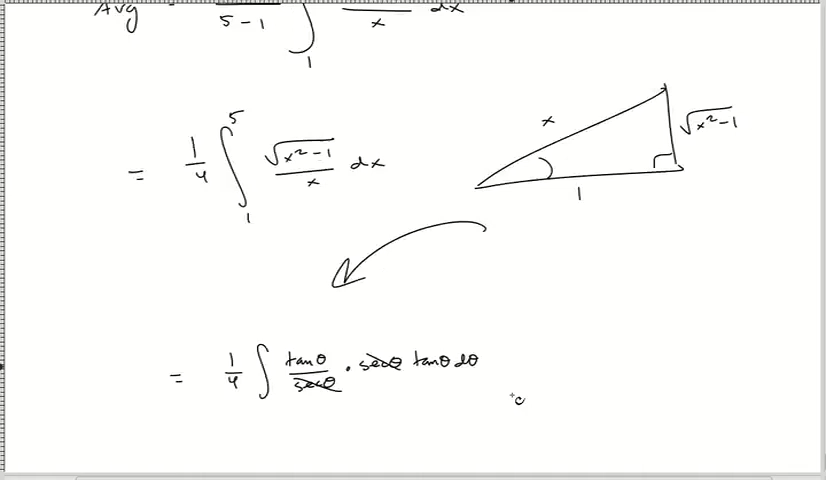 Avg = 5-1 ∫ 1 x dx
= 1/4 ∫ 5 1 √x²-1 / x dx
x
√x²-1
1
= 1/4 ∫ tanθ/secθ · secθ tanθ dθ